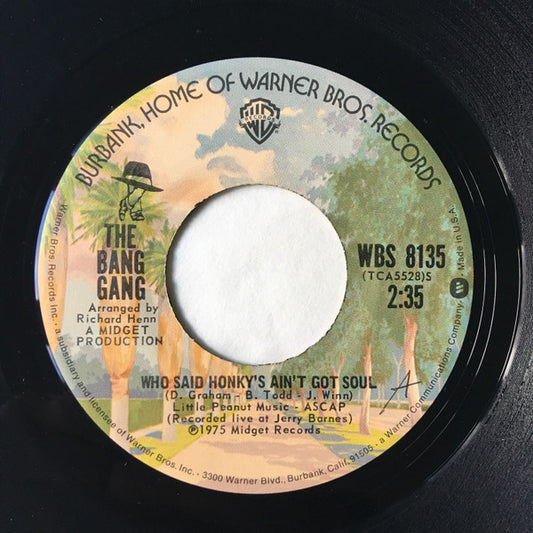 BURBANK, HOME OF WARNER BROS. RECORDS
WB
RECORDS
THE
BANG
GANG
Arranged by
Richard Henn
A MIDGET
PRODUCTION
WBS 8135
(TCA5528)S
2:35
WHO SAID HONKY'S AIN'T GOT SOUL
(D. Graham - B. Todd - J. Winn)
Little Peanut Music - ASCAP
(Recorded live at Jerry Barnes)
℗1975 Midget Records
A
Warner Bros. Records Inc. · a subsidiary and licensee of Warner Bros. Inc. · 3300 Warner Blvd., Burbank, Calif. 91505 · a Warner Communications Company. W Made in U.S.A.